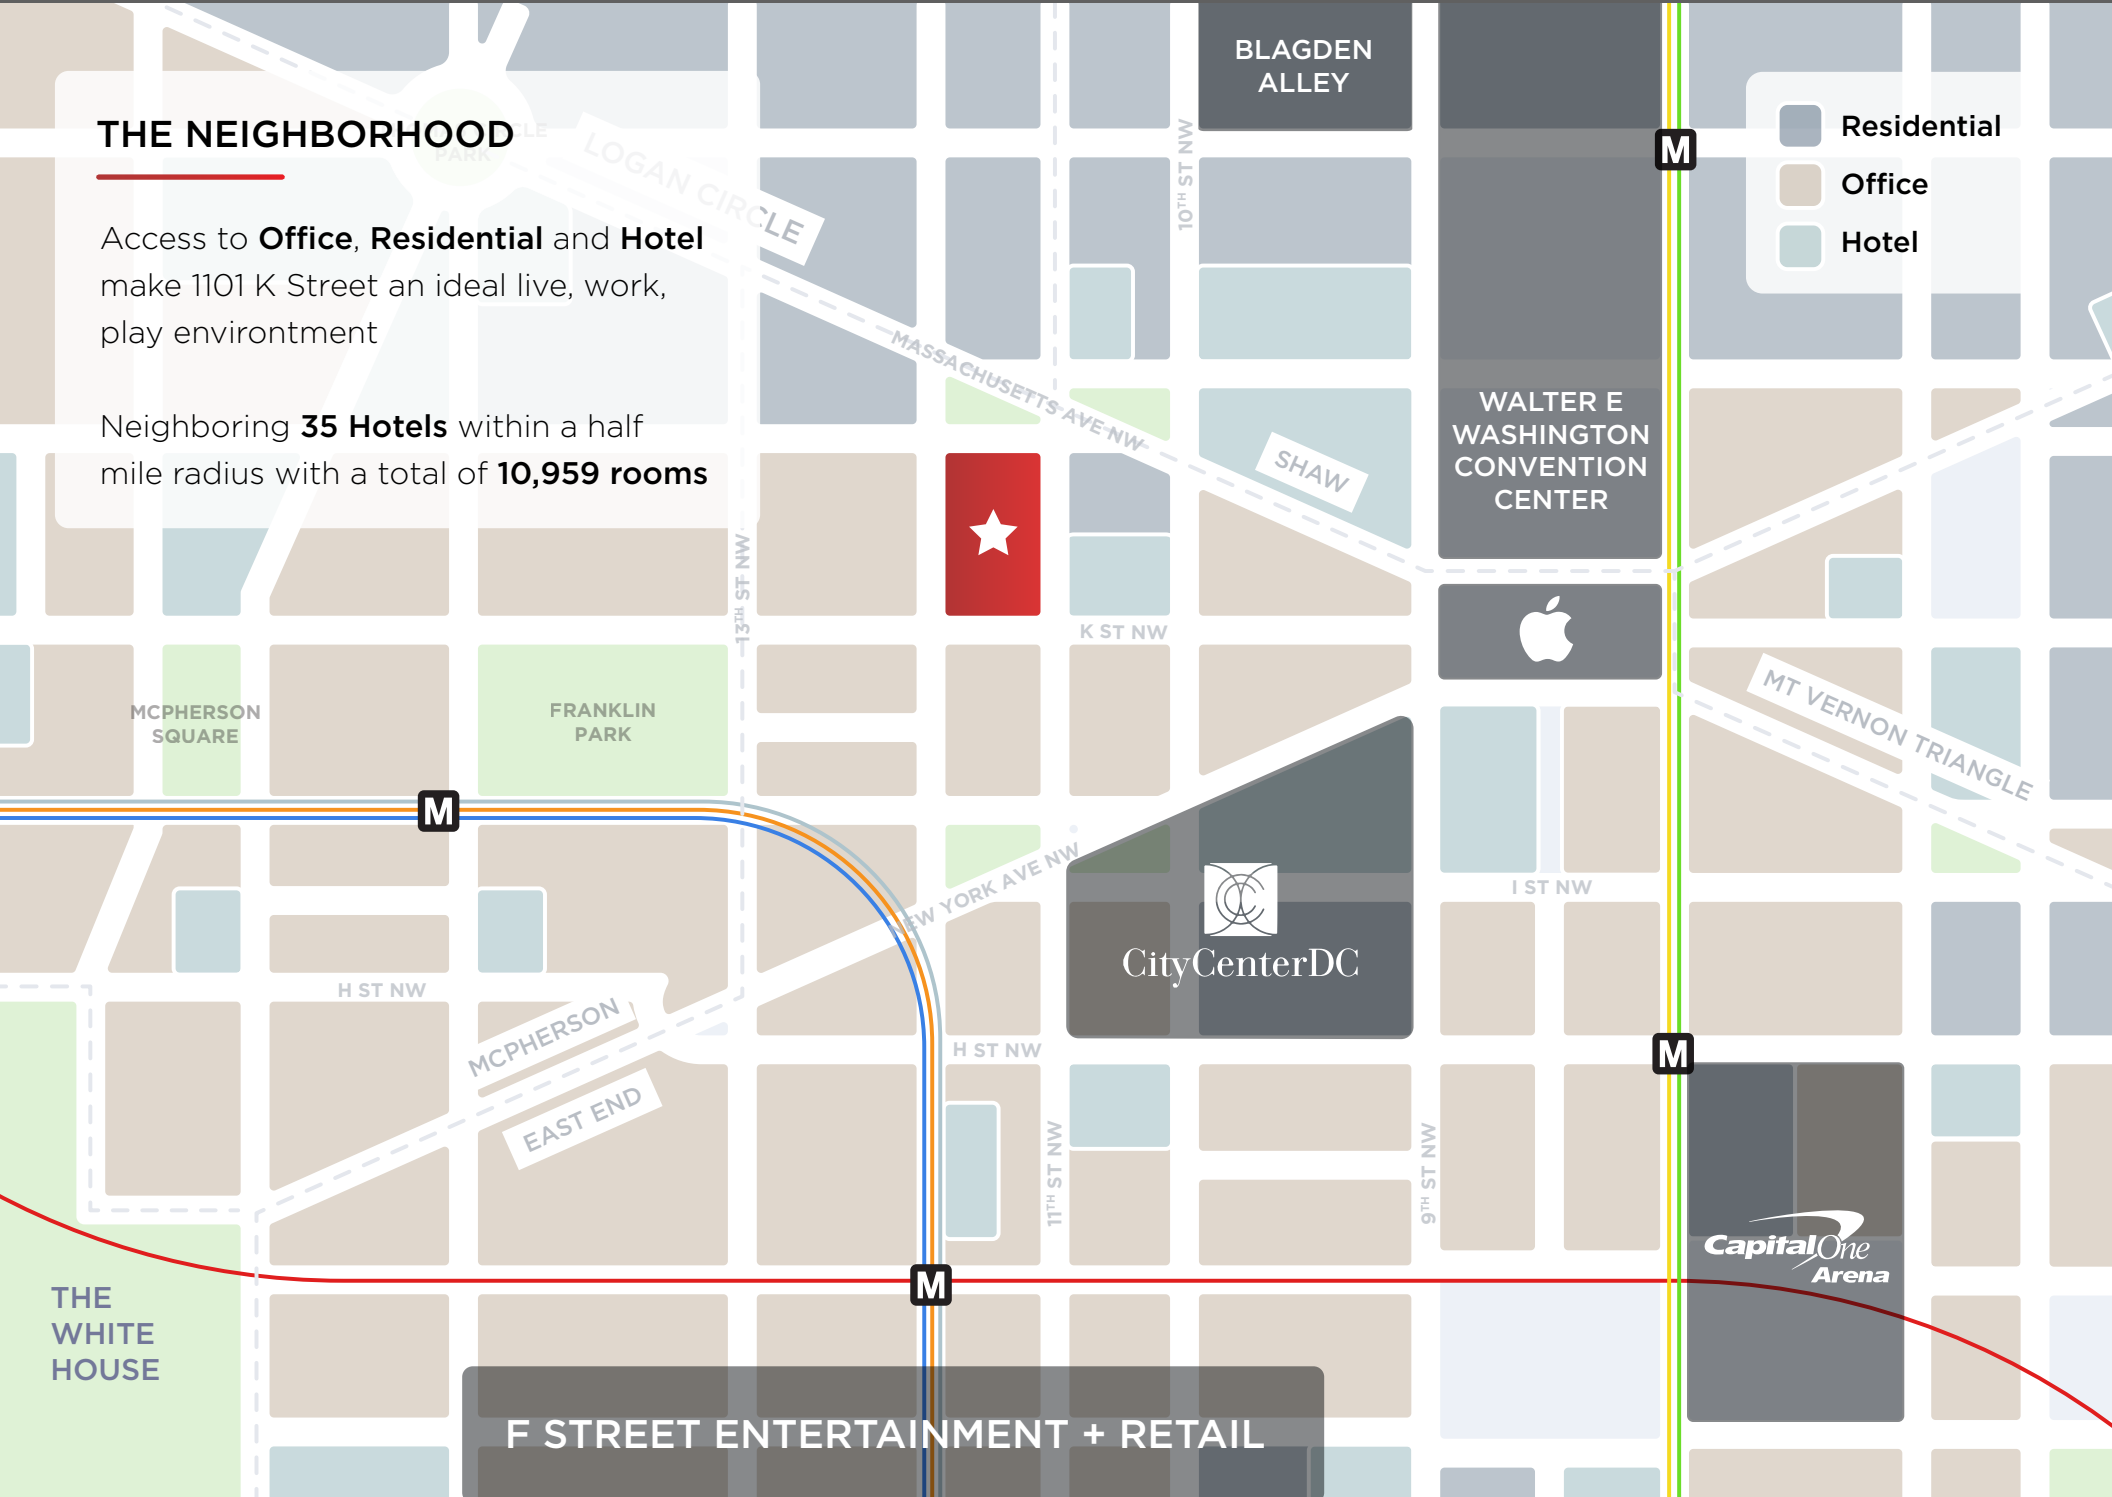 THE NEIGHBORHOOD
Access to Office, Residential and Hotel
make 1101 K Street an ideal live, work,
play environtment
Neighboring 35 Hotels within a half
mile radius with a total of 10,959 rooms
PARK
LOGAN CIRCLE
BLAGDEN
ALLEY
10TH ST NW
M
Residential
Office
Hotel
MASSACHUSETTS AVE NW
WALTER E
WASHINGTON
CONVENTION
CENTER
SHAW
13TH ST NW
K ST NW
MCPHERSON
SQUARE
FRANKLIN
PARK
MT VERNON TRIANGLE
M
NEW YORK AVE NW
I ST NW
CityCenterDC
H ST NW
MCPHERSON
H ST NW
M
EAST END
11TH ST NW
9TH ST NW
CapitalOne
Arena
M
THE
WHITE
HOUSE
F STREET ENTERTAINMENT + RETAIL